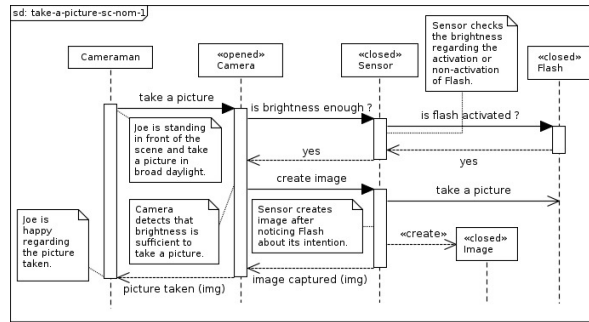 sd: take-a-picture-sc-nom-1
Cameraman
«opened»
Camera
«closed»
Sensor
Sensor checks
the brightness
regarding the
activation or
non-activation
of Flash.
«closed»
Flash
take a picture
is brightness enough ?
is flash activated ?
Joe is standing
in front of the
scene and take
a picture in
broad daylight.
yes
yes
create image
take a picture
Joe is
happy
regarding
the picture
taken.
Camera
detects that
brightness is
sufficient to
take a picture.
Sensor creates
image after
noticing Flash
about its intention.
«create»
«closed»
Image
picture taken (img)
image captured (img)